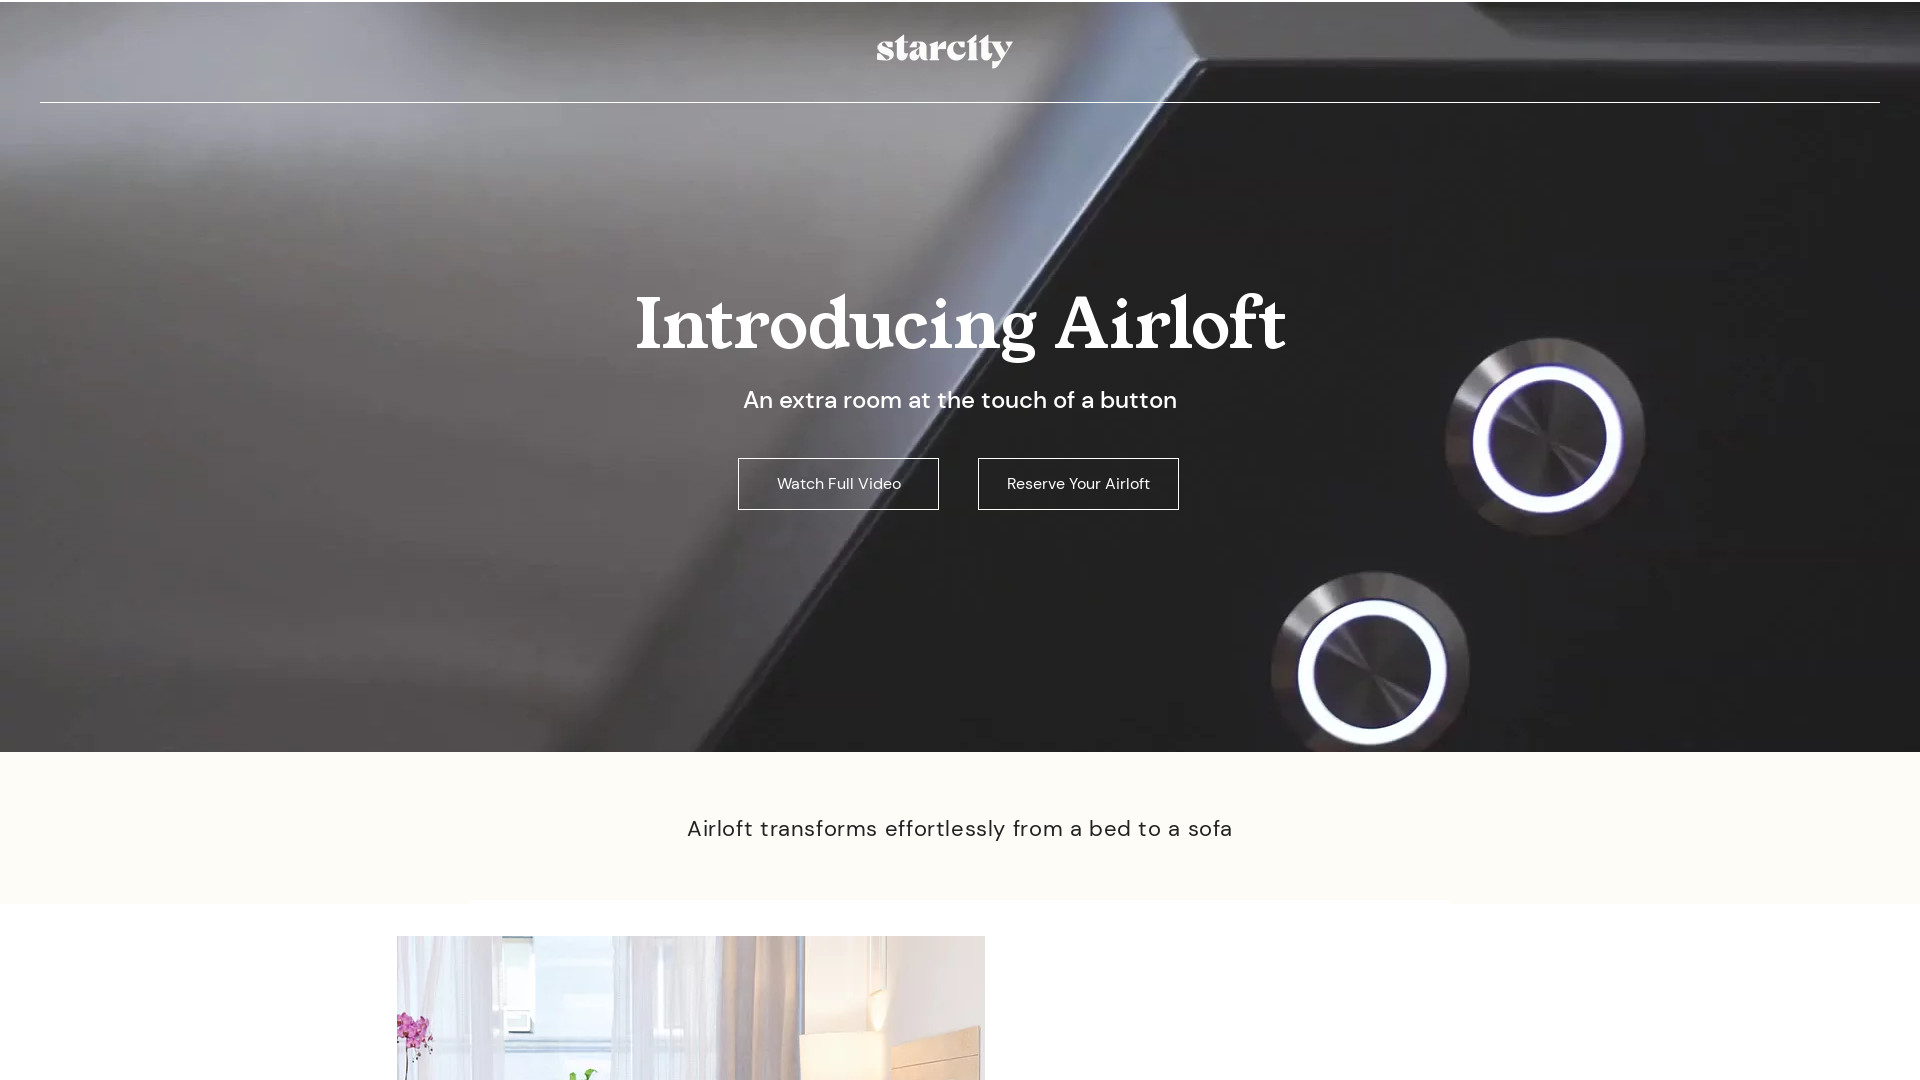 starcity
Introducing Airloft
An extra room at the touch of a button
Watch Full Video
Reserve Your Airloft
Airloft transforms effortlessly from a bed to a sofa